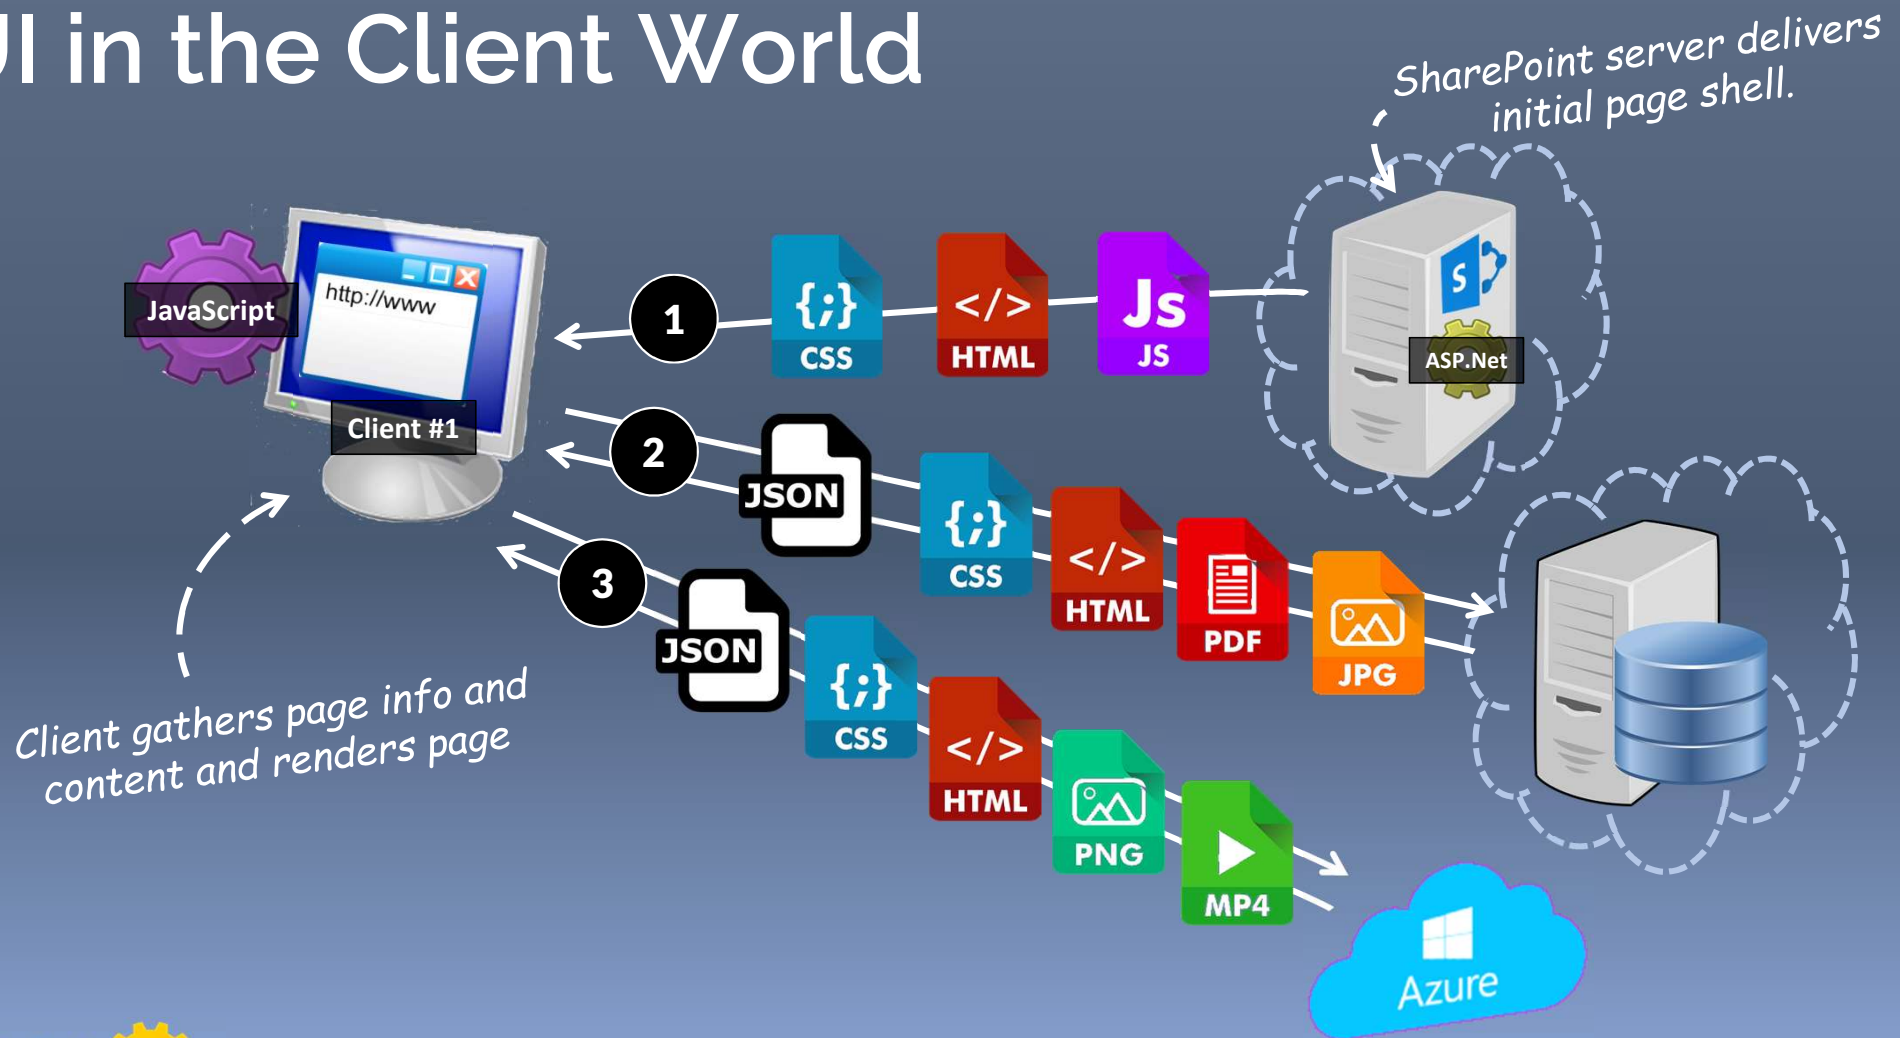 UI in the Client World
SharePoint server delivers
initial page shell.
JavaScript
http://www
Client #1
1
{;}
CSS
</>
HTML
Js
JS
S
ASP.Net
2
JSON
{;}
CSS
</>
HTML
PDF
JPG
3
JSON
{;}
CSS
</>
HTML
PNG
MP4
Client gathers page info and
content and renders page
Azure